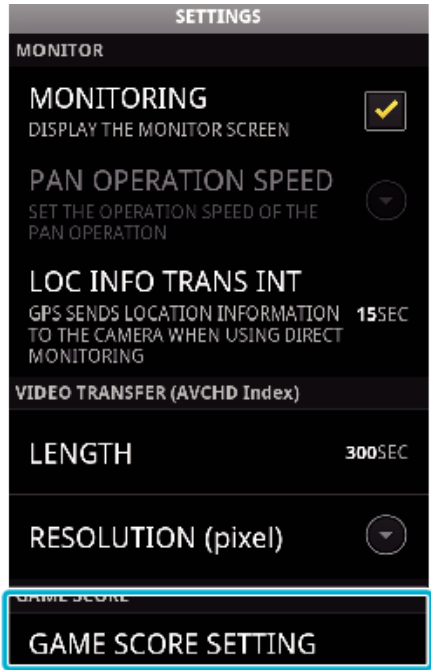 SETTINGS
MONITOR
MONITORING
DISPLAY THE MONITOR SCREEN
PAN OPERATION SPEED
SET THE OPERATION SPEED OF THE
PAN OPERATION
LOC INFO TRANS INT
GPS SENDS LOCATION INFORMATION 15SEC
TO THE CAMERA WHEN USING DIRECT
MONITORING
VIDEO TRANSFER (AVCHD Index)
LENGTH 300SEC
RESOLUTION (pixel)
GAME SCORE
GAME SCORE SETTING